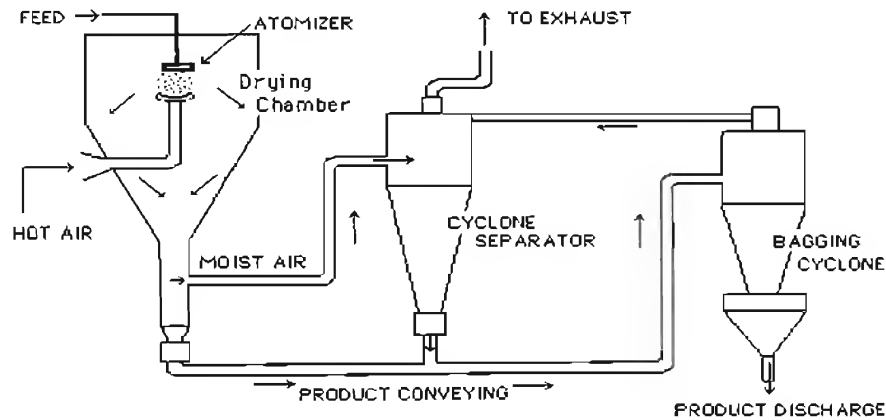 FEED
ATOMIZER
TO EXHAUST
Drying
Chamber
HOT AIR
MOIST AIR
CYCLONE
SEPARATOR
BAGGING
CYCLONE
PRODUCT CONVEYING
PRODUCT DISCHARGE